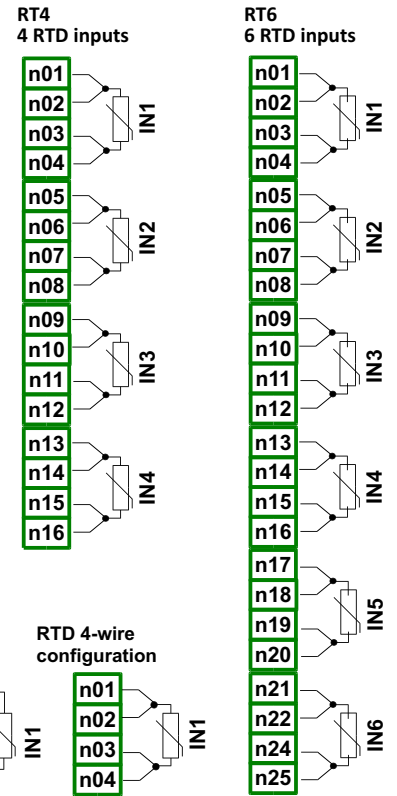 RT4
4 RTD inputs
n01
n02
n03
n04
IN1
n05
n06
n07
n08
IN2
n09
n10
n11
n12
IN3
n13
n14
n15
n16
IN4
RT6
6 RTD inputs
n01
n02
n03
n04
IN1
n05
n06
n07
n08
IN2
n09
n10
n11
n12
IN3
n13
n14
n15
n16
IN4
n17
n18
n19
n20
IN5
n21
n22
n24
n25
IN6
IN1
RTD 4-wire
configuration
n01
n02
n03
n04
IN1